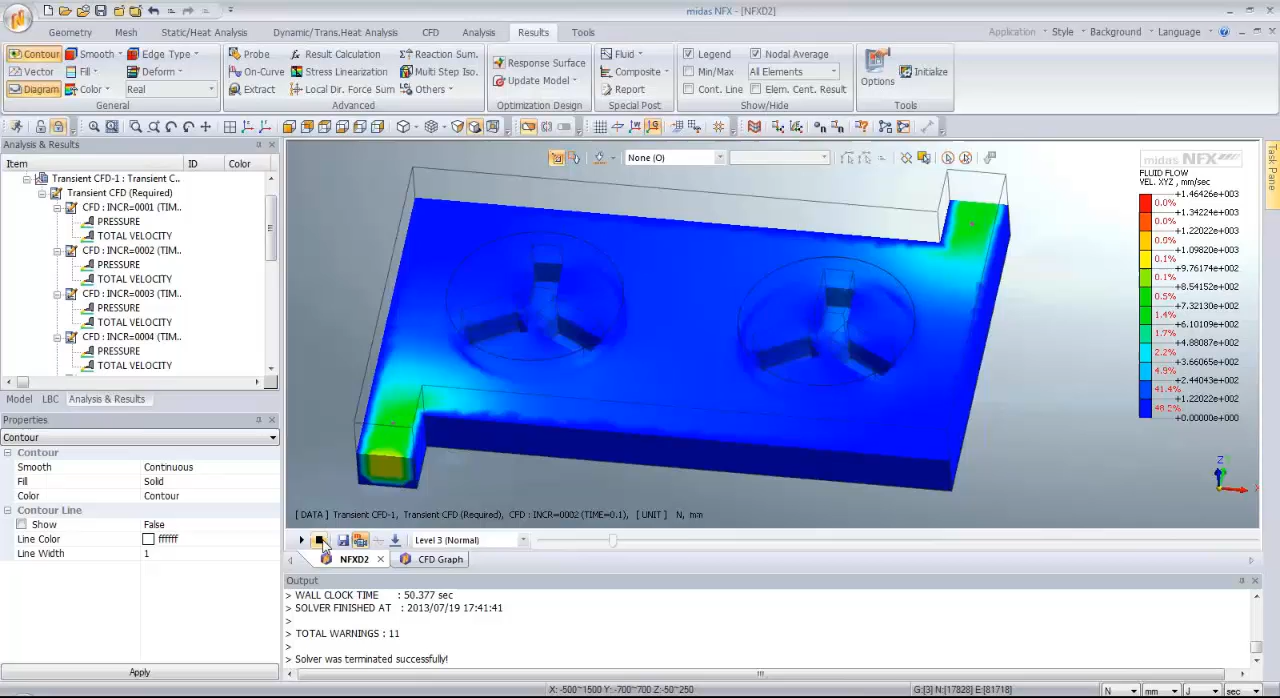 midas NFX - [NFXD2]
Geometry Mesh Static/Heat Analysis Dynamic/Trans.Heat Analysis CFD Analysis Results Tools Application Style Background Language
Contour Smooth Edge Type Probe Result Calculation Reaction Sum. Response Surface Fluid Legend Nodal Average
Vector Fill Deform On-Curve Stress Linearization Multi Step Iso. Update Model Composite Min/Max All Elements Options Initialize
Diagram Color Real Extract Local Dir. Force Sum Others Report Cont. Line Elem. Cent. Result
General Advanced Optimization Design Special Post Show/Hide Tools
Analysis & Results
Item ID Color
Transient CFD-1 : Transient C..
Transient CFD (Required)
CFD : INCR=0001 (TIM..
PRESSURE
TOTAL VELOCITY
CFD : INCR=0002 (TIM..
PRESSURE
TOTAL VELOCITY
CFD : INCR=0003 (TIM..
PRESSURE
TOTAL VELOCITY
CFD : INCR=0004 (TIM..
PRESSURE
TOTAL VELOCITY
Model LBC Analysis & Results
Properties
Contour
Contour
Smooth Continuous
Fill Solid
Color Contour
Contour Line
Show False
Line Color ffffff
Line Width 1
Apply
None (0)
midas NFX
FLUID FLOW
VEL. XYZ , mm/sec
+1.46426e+003
0.0%
+1.34224e+003
0.0%
+1.22022e+003
0.0%
+1.09820e+003
0.1%
+9.76174e+002
0.1%
+8.54152e+002
0.5%
+7.32130e+002
1.4%
+6.10109e+002
1.7%
+4.88087e+002
2.2%
+3.66065e+002
4.9%
+2.44043e+002
41.4%
+1.22022e+002
+0.00000e+000
Z
[ DATA ] Transient CFD-1, Transient CFD (Required), CFD : INCR=0002 (TIME=0.1), [ UNIT ] N, mm
Level 3 (Normal)
NFXD2 CFD Graph
Output
> WALL CLOCK TIME : 50.377 sec
> SOLVER FINISHED AT : 2013/07/19 17:41:41
>
> TOTAL WARNINGS : 11
>
> Solver was terminated successfully!
X: -500~1500 Y:-700~700 Z:-50~250 G:[3] N:[17828] E:[81718] N mm J sec
Task Pane